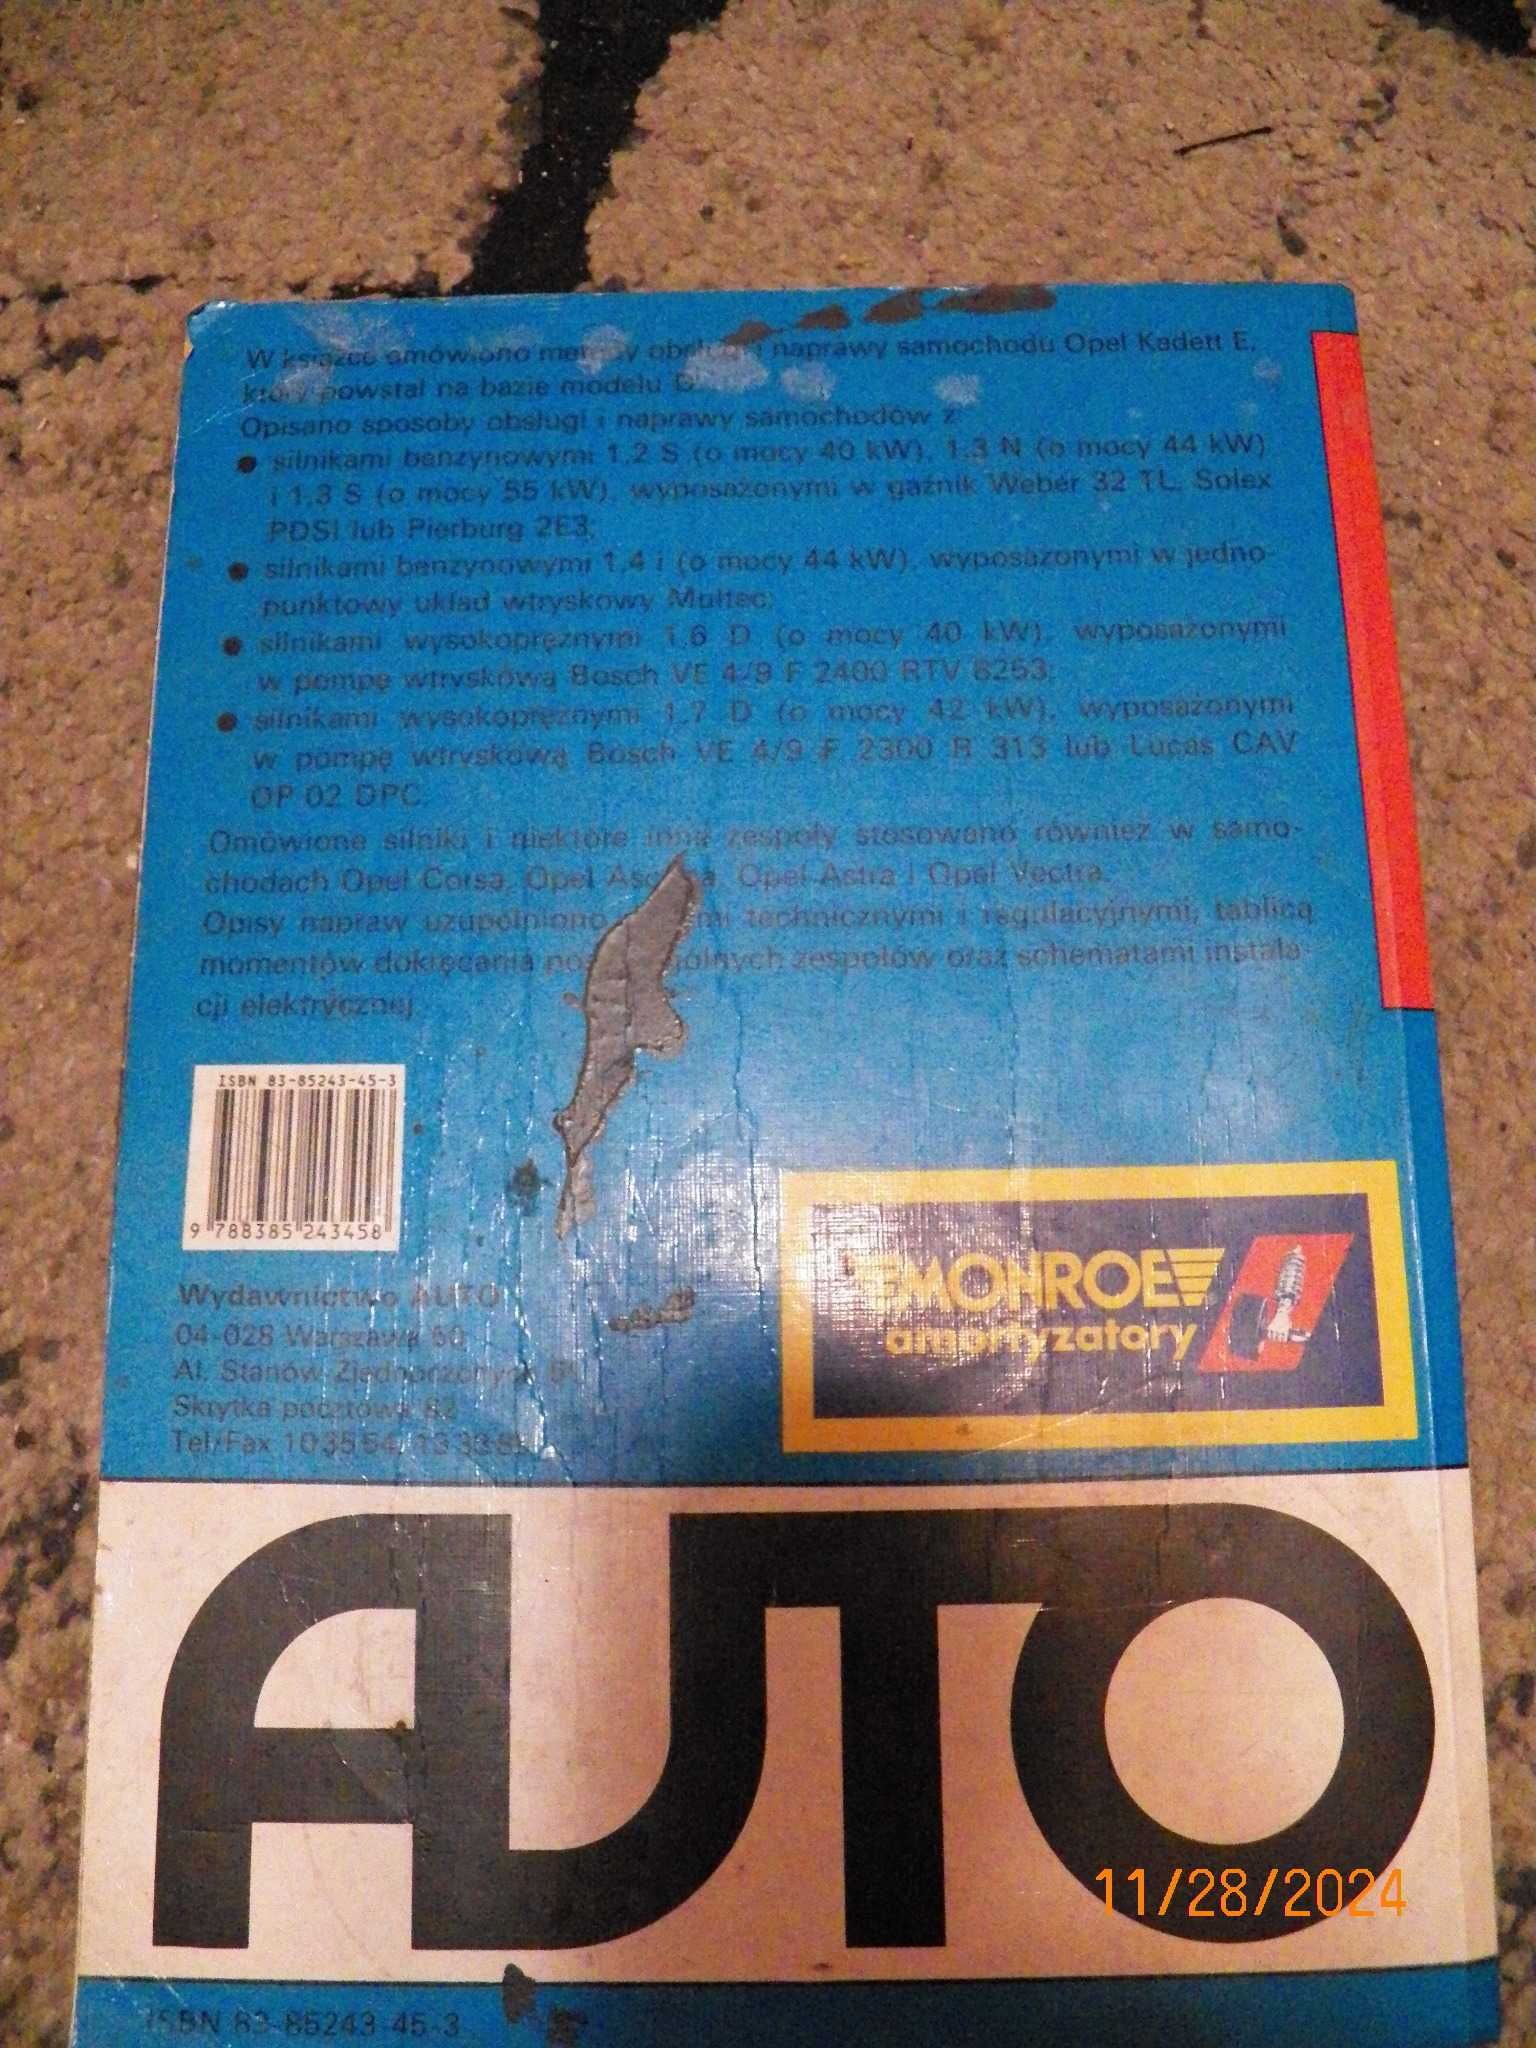 W książce omówiono metody obsługi i naprawy samochodu Opel Kadett E,
który powstał na bazie modelu D.
Opisano sposoby obsługi i naprawy samochodów z:
● silnikami benzynowymi 1,2 S (o mocy 40 kW), 1,3 N (o mocy 44 kW)
i 1,3 S (o mocy 55 kW), wyposażonymi w gaźnik Weber 32 TL, Solex
PDSI lub Pierburg 2E3;
● silnikami benzynowymi 1,4 i (o mocy 44 kW), wyposażonymi w jedno-
punktowy układ wtryskowy Multec;
● silnikami wysokoprężnymi 1,6 D (o mocy 40 kW), wyposażonymi
w pompę wtryskową Bosch VE 4/9 F 2400 RTV 8253;
● silnikami wysokoprężnymi 1,7 D (o mocy 42 kW), wyposażonymi
w pompę wtryskową Bosch VE 4/9 F 2300 R 313 lub Lucas CAV
OP 02 DPC.
Omówione silniki i niektóre inne zespoły stosowano również w samo-
chodach Opel Corsa, Opel Ascona, Opel Astra i Opel Vectra.
Opisy napraw uzupełniono technicznymi i regulacyjnymi, tablicą
momentów dokręcania poszczególnych zespołów oraz schematami instala-
cji elektrycznej.
ISBN 83-85243-45-3
9 788385 243458
Wydawnictwo AUTO
04-028 Warszawa 50
Al. Stanów Zjednoczonych
Skrytka pocztowa 82
Tel/Fax 10 35 54,
MONROE
amortyzatory
AUTO
11/28/2024
ISBN 83-85243-45-3